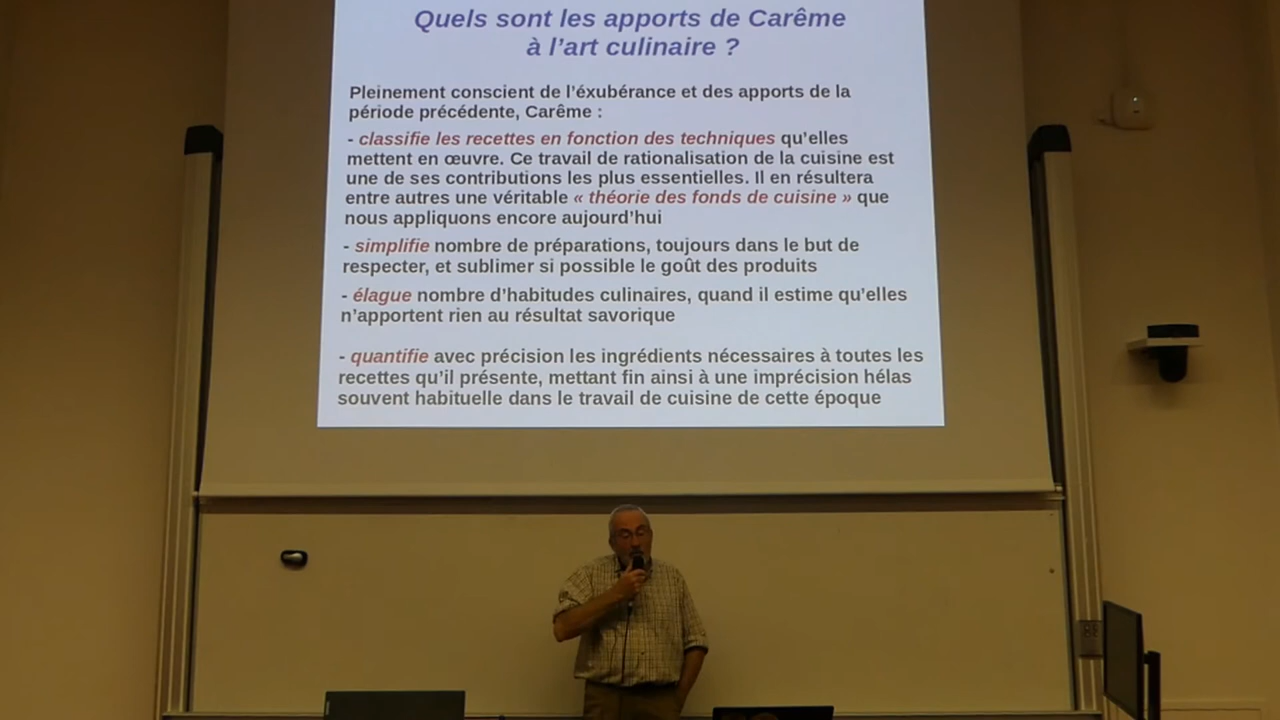 Quels sont les apports de Carême
à l'art culinaire ?
Pleinement conscient de l'éxubérance et des apports de la
période précédente, Carême :
- classifie les recettes en fonction des techniques qu'elles
mettent en œuvre. Ce travail de rationalisation de la cuisine est
une de ses contributions les plus essentielles. Il en résultera
entre autres une véritable « théorie des fonds de cuisine » que
nous appliquons encore aujourd'hui
- simplifie nombre de préparations, toujours dans le but de
respecter, et sublimer si possible le goût des produits
- élague nombre d'habitudes culinaires, quand il estime qu'elles
n'apportent rien au résultat savorique
- quantifie avec précision les ingrédients nécessaires à toutes les
recettes qu'il présente, mettant fin ainsi à une imprécision hélas
souvent habituelle dans le travail de cuisine de cette époque